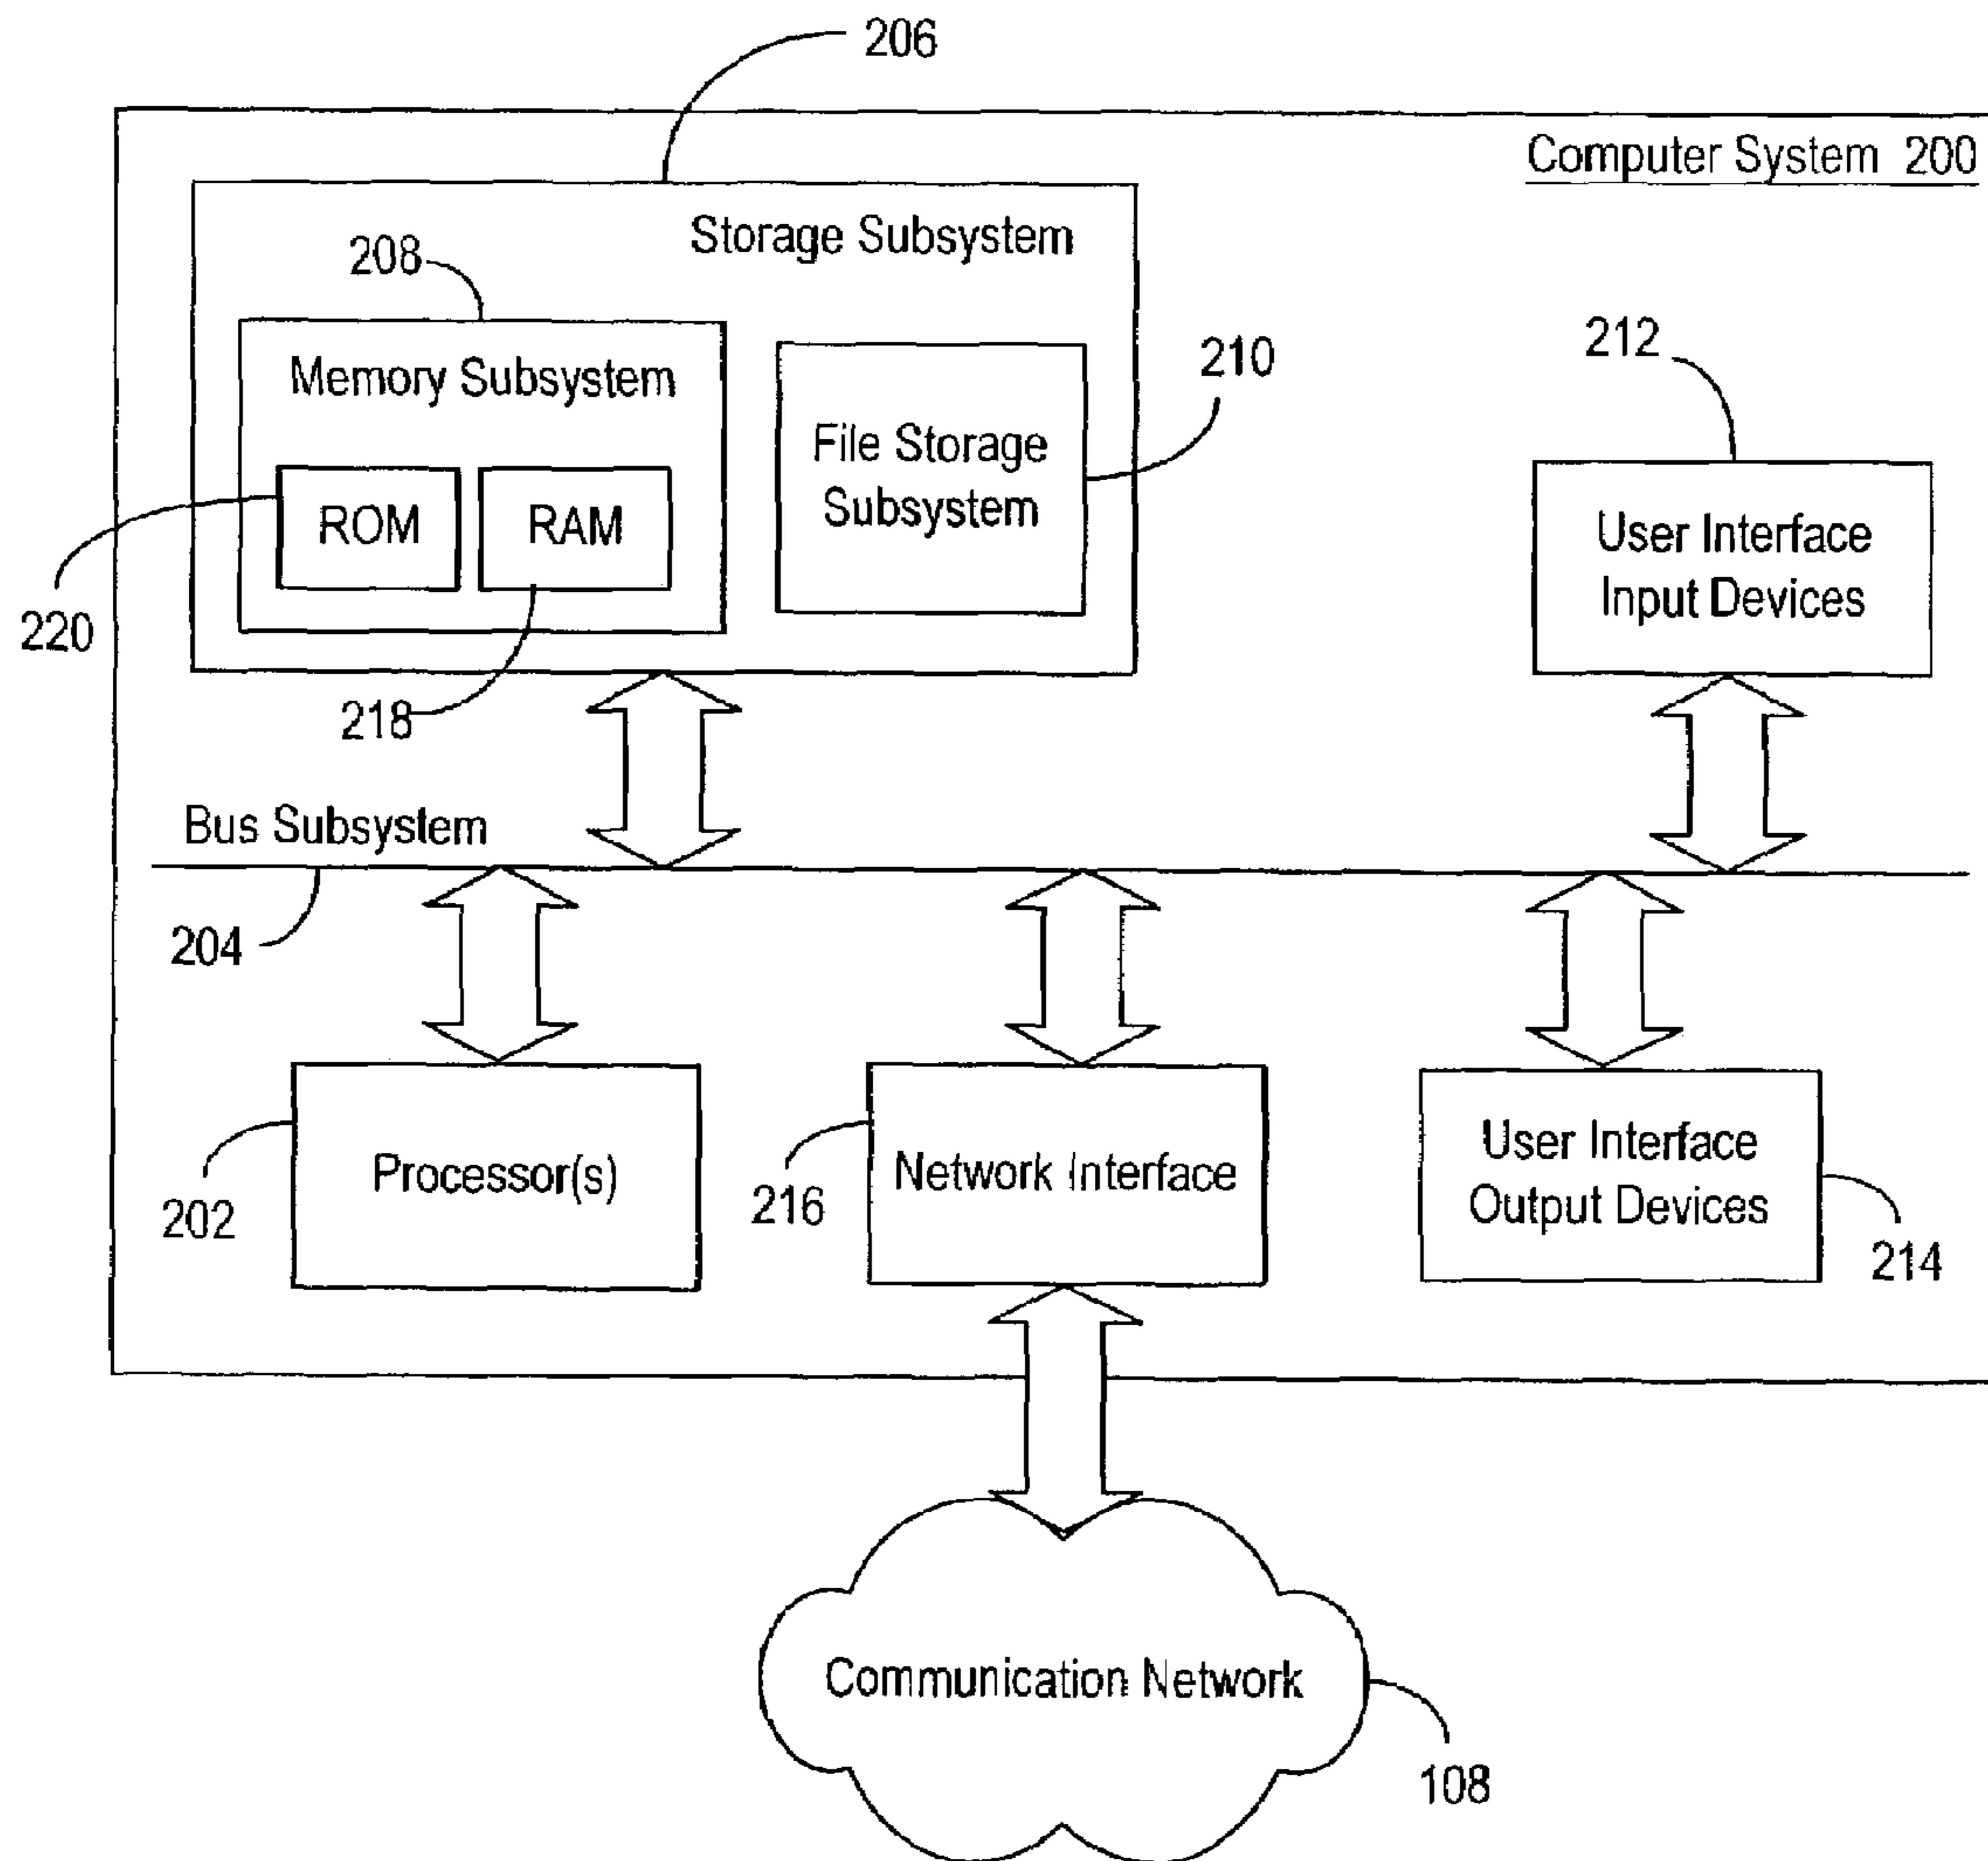 206
Computer System 200
Storage Subsystem
208
212
210
Memory Subsystem
File Storage
Subsystem
ROM
RAM
User Interface
Input Devices
220
218
Bus Subsystem
204
Processor(s)
202
Network Interface
216
User Interface
Output Devices
214
Communication Network
108